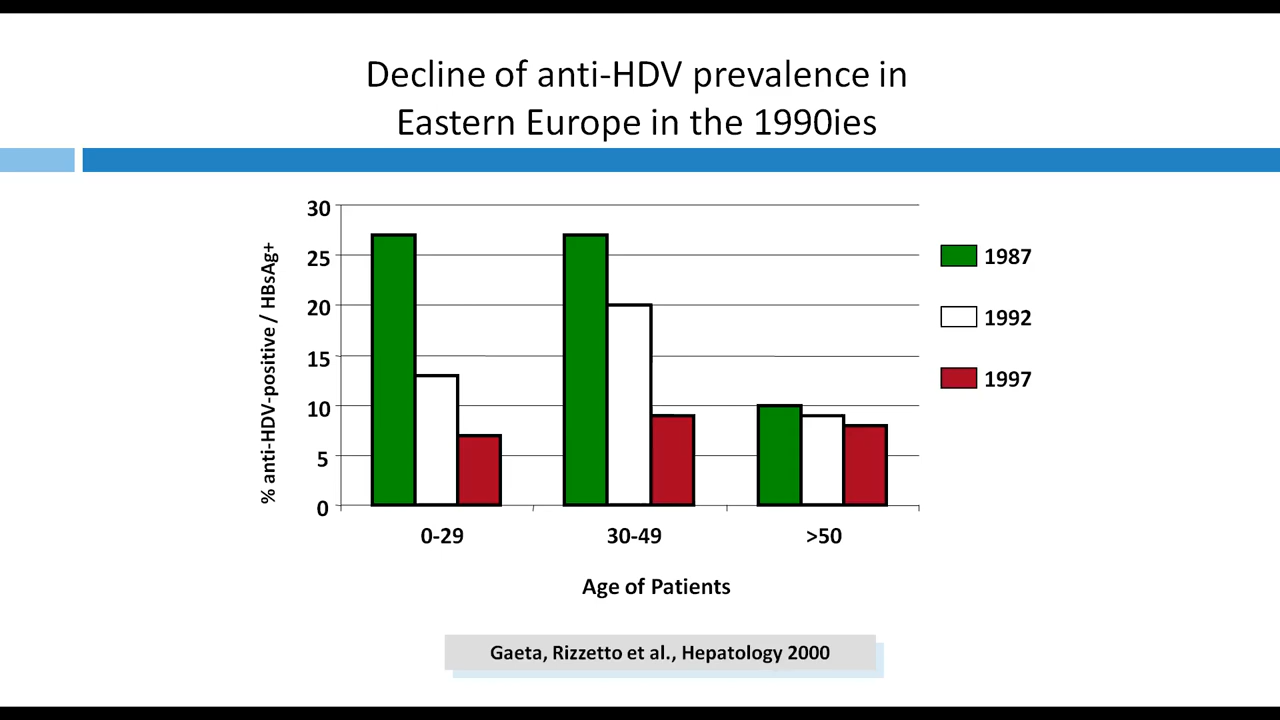 Decline of anti-HDV prevalence in
Eastern Europe in the 1990ies
% anti-HDV-positive / HBsAg+
30
25
20
15
10
5
0
0-29
30-49
>50
Age of Patients
1987
1992
1997
Gaeta, Rizzetto et al., Hepatology 2000